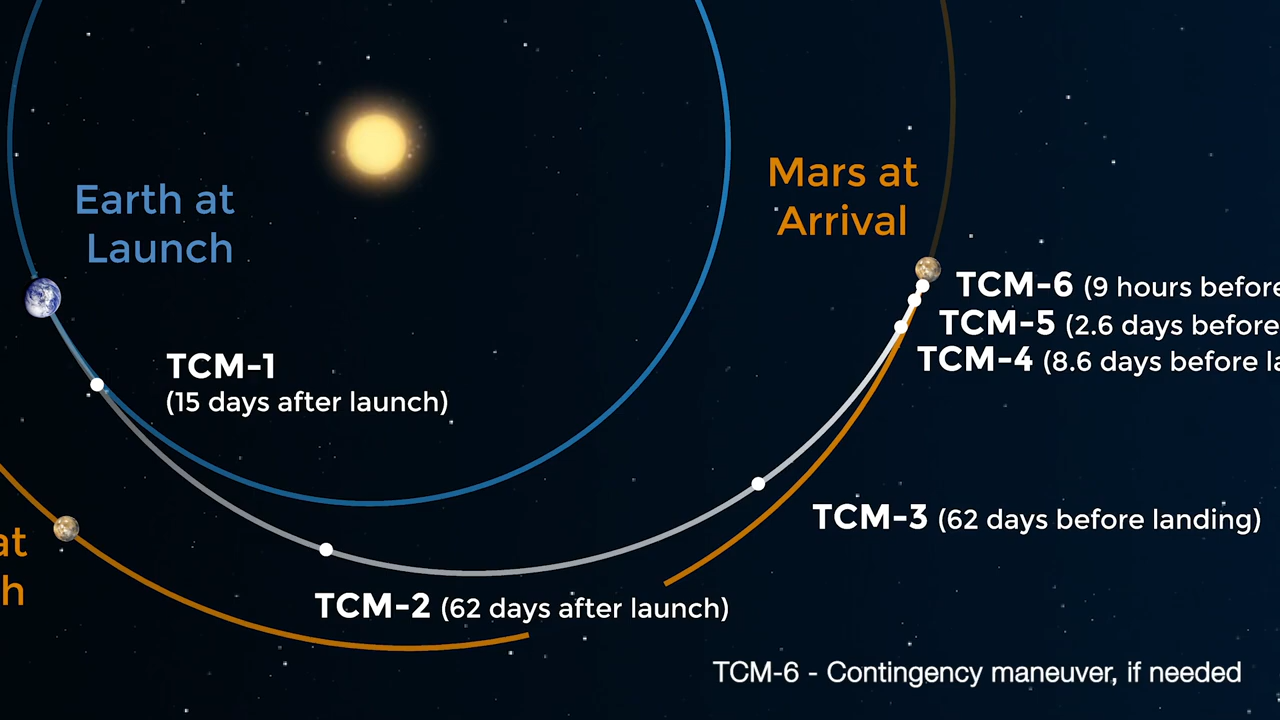 Mars at
Arrival
Earth at
Launch
TCM-6 (9 hours before
TCM-5 (2.6 days before
TCM-4 (8.6 days before
TCM-1
(15 days after launch)
TCM-3 (62 days before landing)
at
TCM-2 (62 days after launch)
TCM-6 - Contingency maneuver, if needed